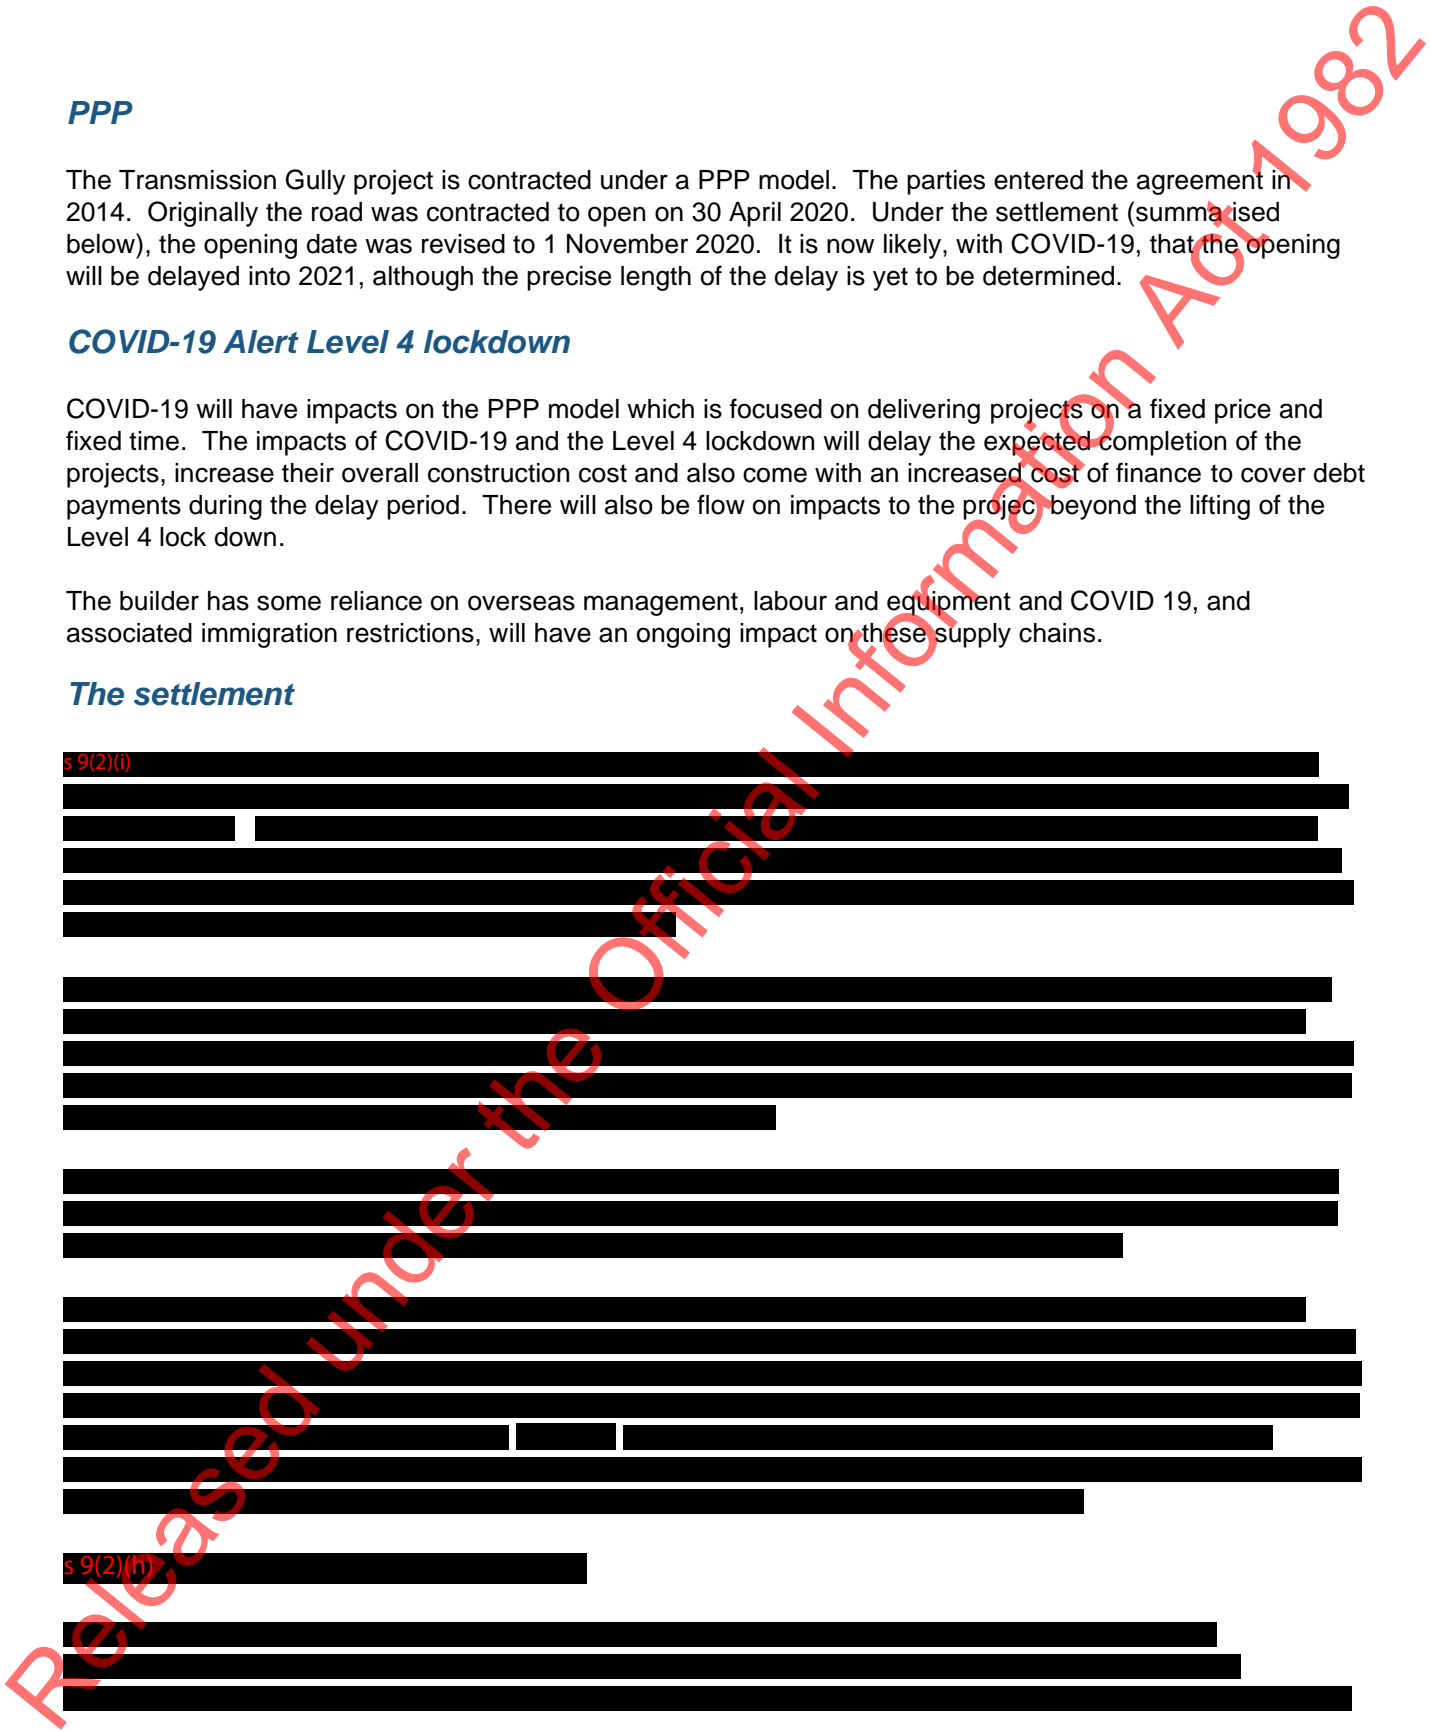 PPP
The Transmission Gully project is contracted under a PPP model.  The parties entered the agreement in
2014.  Originally the road was contracted to open on 30 April 2020.  Under the settlement (summa ised
below), the opening date was revised to 1 November 2020.  It is now likely, with COVID-19, that the opening
will be delayed into 2021, although the precise length of the delay is yet to be determined.
COVID-19 Alert Level 4 lockdown
COVID-19 will have impacts on the PPP model which is focused on delivering projects on a fixed price and
fixed time.  The impacts of COVID-19 and the Level 4 lockdown will delay the expected completion of the
projects, increase their overall construction cost and also come with an increased cost of finance to cover debt
payments during the delay period.  There will also be flow on impacts to the projec  beyond the lifting of the
Level 4 lock down.
The builder has some reliance on overseas management, labour and equipment and COVID 19, and
associated immigration restrictions, will have an ongoing impact on these supply chains.
The settlement
s 9(2)(i)
s 9(2)(h)
Released under the Official Information Act 1982